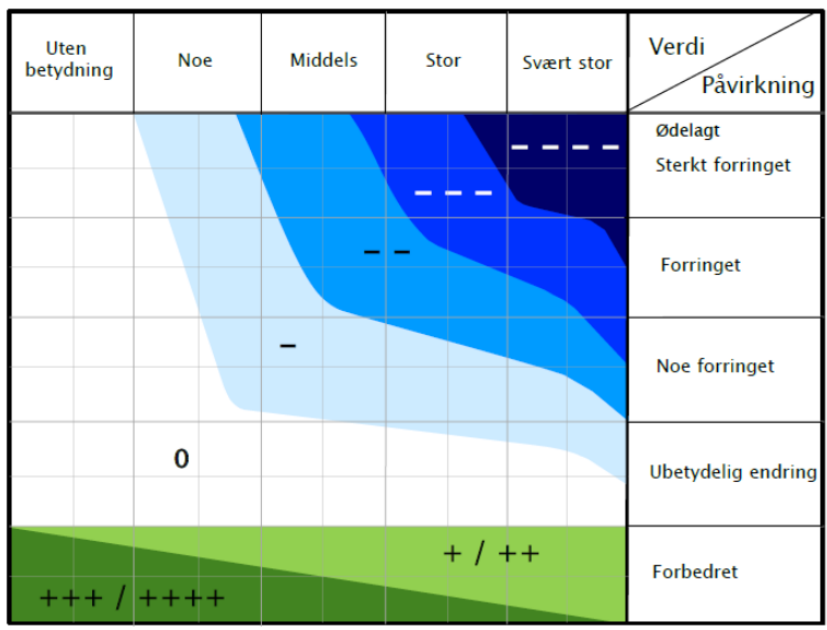 Uten
betydning
Noe
Middels
Stor
Svært stor
Verdi
Påvirkning
Ødelagt
Sterkt forringet
– – – –
– – –
– –
Forringet
–
Noe forringet
0
Ubetydelig endring
+ / ++
+++ / ++++
Forbedret